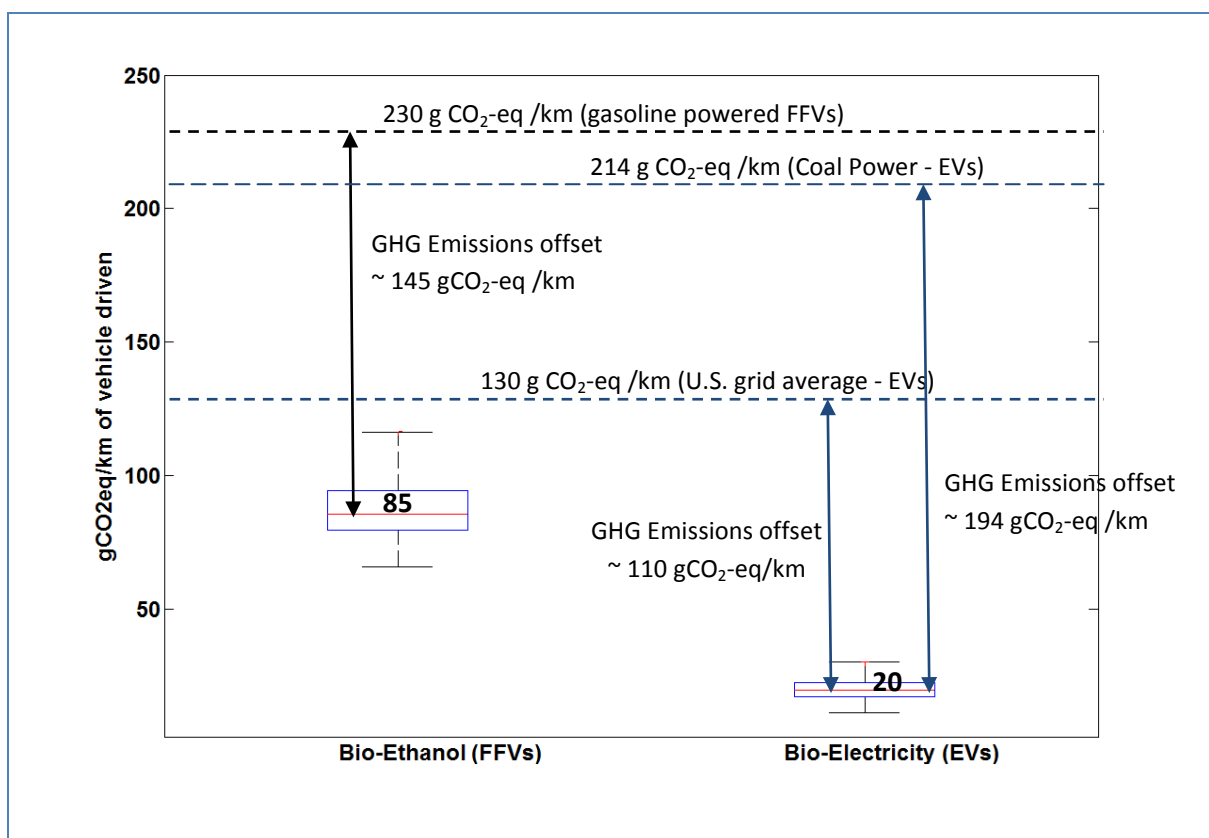 250
230 g CO₂-eq /km (gasoline powered FFVs)
214 g CO₂-eq /km (Coal Power - EVs)
200
GHG Emissions offset
~ 145 gCO₂-eq /km
gCO2eq/km of vehicle driven
150
130 g CO₂-eq /km (U.S. grid average - EVs)
100
85
GHG Emissions offset
~ 194 gCO₂-eq /km
GHG Emissions offset
~ 110 gCO₂-eq/km
50
20
Bio-Ethanol (FFVs)
Bio-Electricity (EVs)